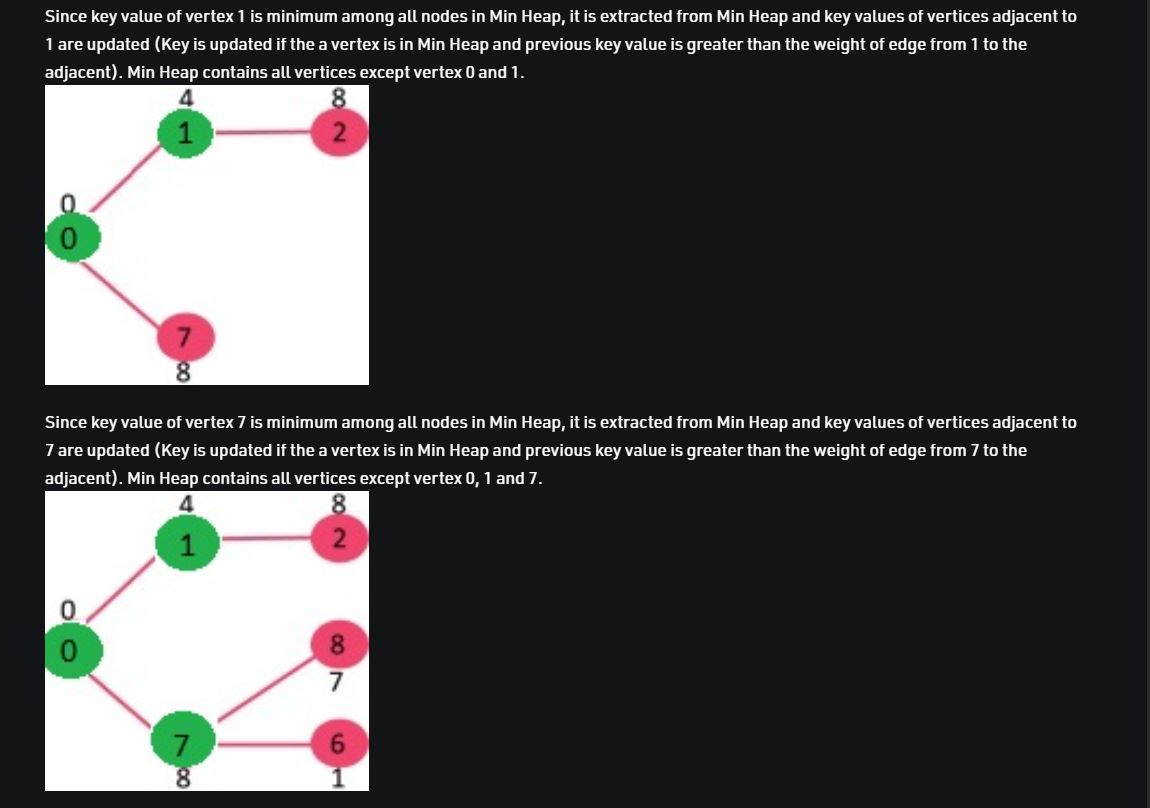 Since key value of vertex 1 is minimum among all nodes in Min Heap, it is extracted from Min Heap and key values of vertices adjacent to
1 are updated (Key is updated if the a vertex is in Min Heap and previous key value is greater than the weight of edge from 1 to the
adjacent). Min Heap contains all vertices except vertex 0 and 1.
4 8
1 2
0
0
7
8
Since key value of vertex 7 is minimum among all nodes in Min Heap, it is extracted from Min Heap and key values of vertices adjacent to
7 are updated (Key is updated if the a vertex is in Min Heap and previous key value is greater than the weight of edge from 7 to the
adjacent). Min Heap contains all vertices except vertex 0, 1 and 7.
4 8
1 2
0
0 8
7
7 6
8 1